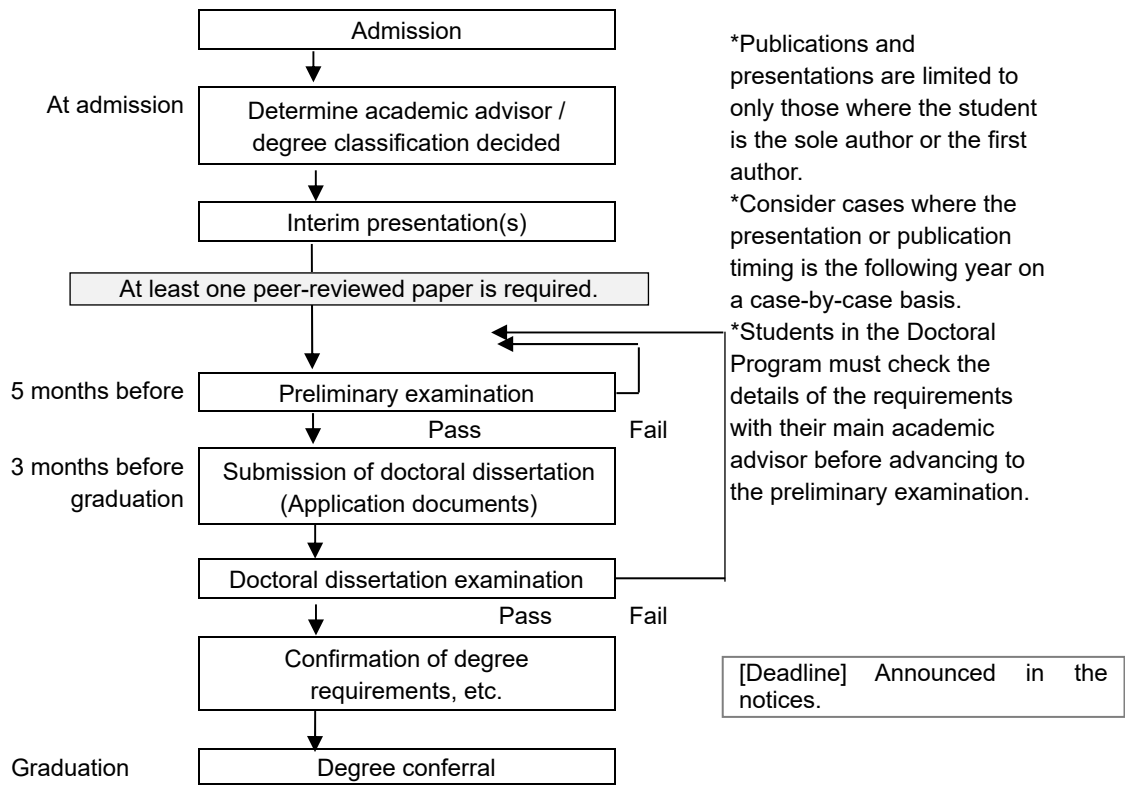 Admission
At admission
Determine academic advisor /
degree classification decided
Interim presentation(s)
At least one peer-reviewed paper is required.
5 months before
Preliminary examination
Pass
Fail
3 months before
graduation
Submission of doctoral dissertation
(Application documents)
Doctoral dissertation examination
Pass
Fail
Confirmation of degree
requirements, etc.
Graduation
Degree conferral
*Publications and
presentations are limited to
only those where the student
is the sole author or the first
author.
*Consider cases where the
presentation or publication
timing is the following year on
a case-by-case basis.
*Students in the Doctoral
Program must check the
details of the requirements
with their main academic
advisor before advancing to
the preliminary examination.
[Deadline] Announced in the
notices.